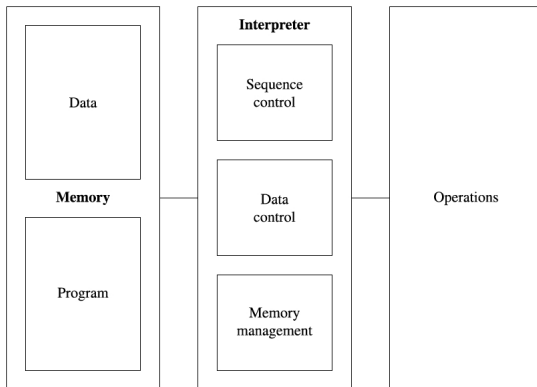 Data
Memory
Program
Interpreter
Sequence
control
Data
control
Memory
management
Operations